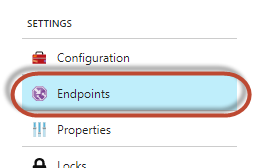 SETTINGS
Configuration
Endpoints
Properties
Locks